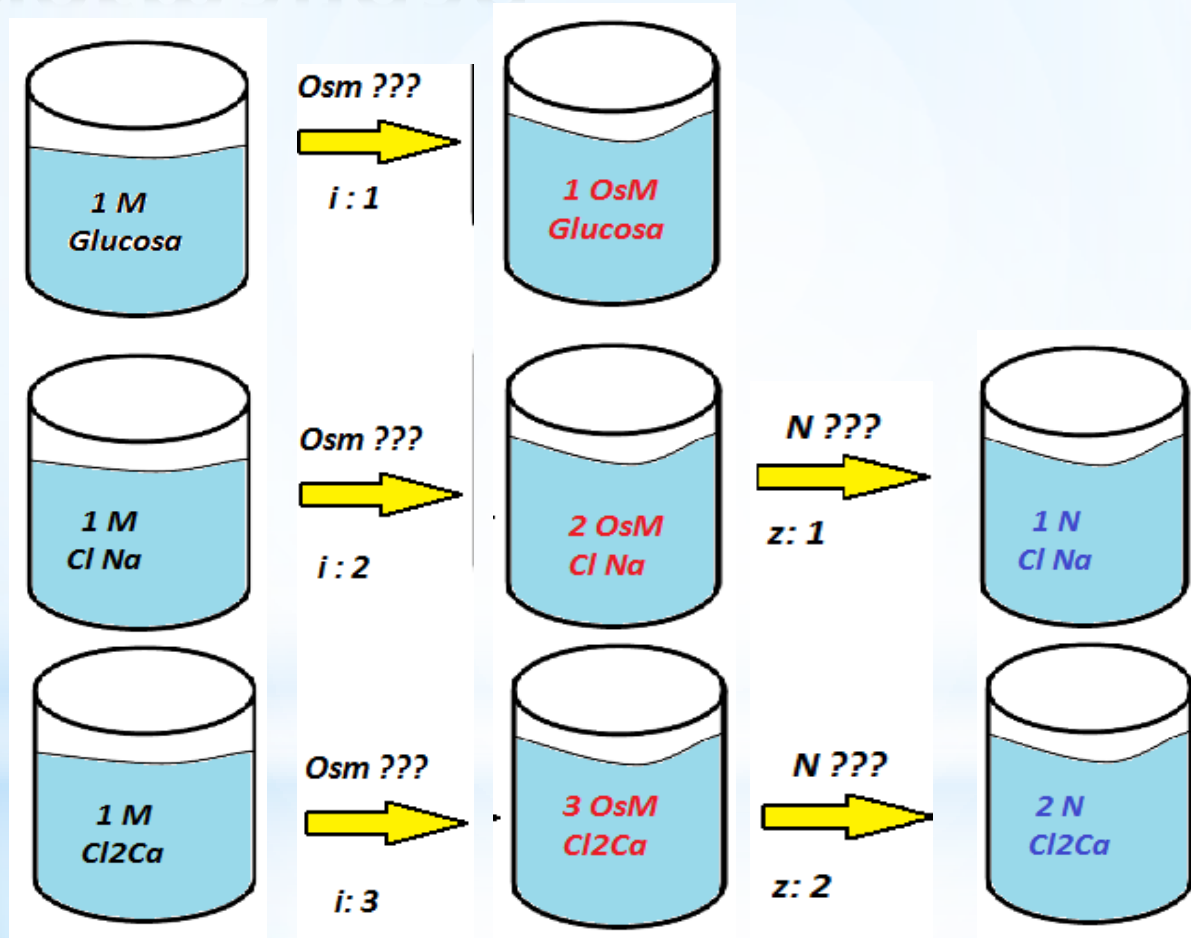 Osm ???
i : 1
1 M
Glucosa
1 OsM
Glucosa
Osm ???
i : 2
1 M
Cl Na
2 OsM
Cl Na
N ???
z: 1
1 N
Cl Na
Osm ???
i: 3
1 M
Cl2Ca
3 OsM
Cl2Ca
N ???
z: 2
2 N
Cl2Ca